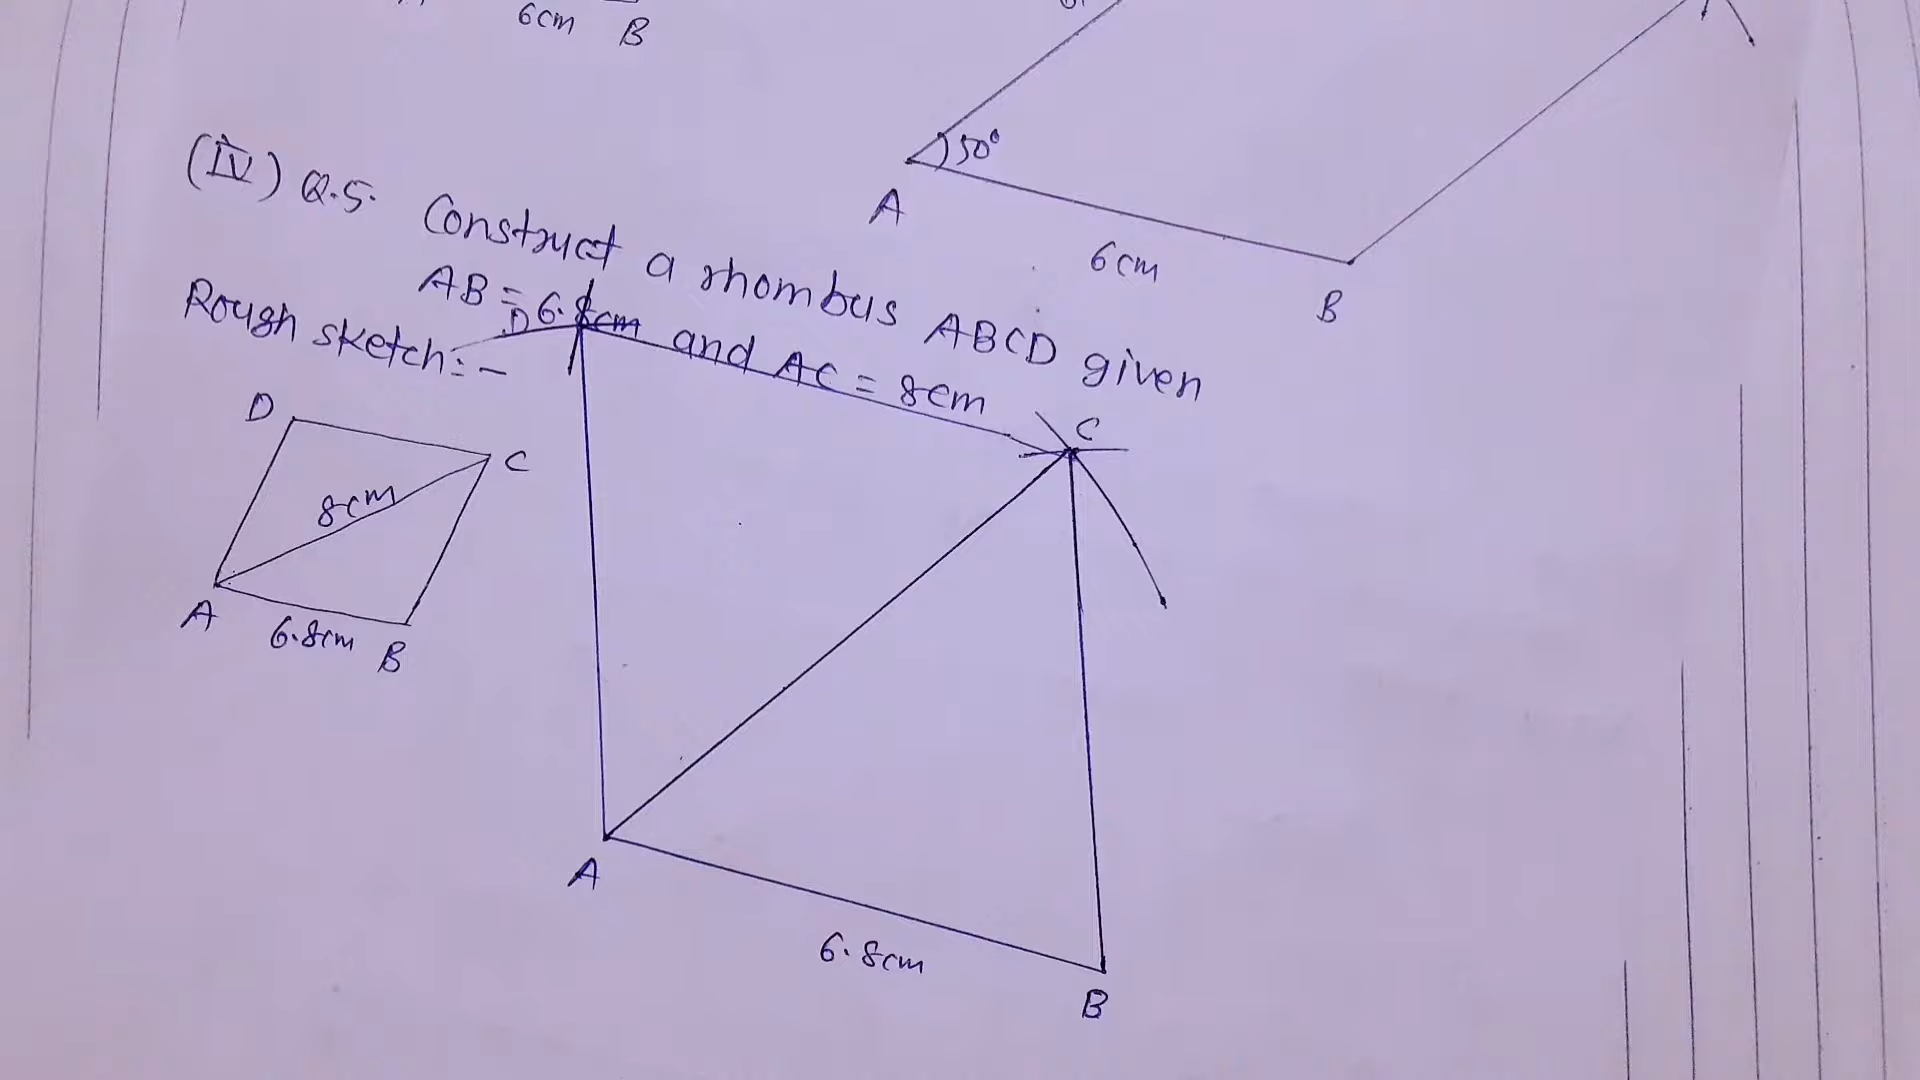 6cm B
50°
A
6cm
B
(IV) Q.5. Construct a rhombus ABCD given
AB = 6.8cm and AC = 8cm
Rough sketch:-
D
D
C
C
8cm
A
6.8cm B
A
6.8cm
B